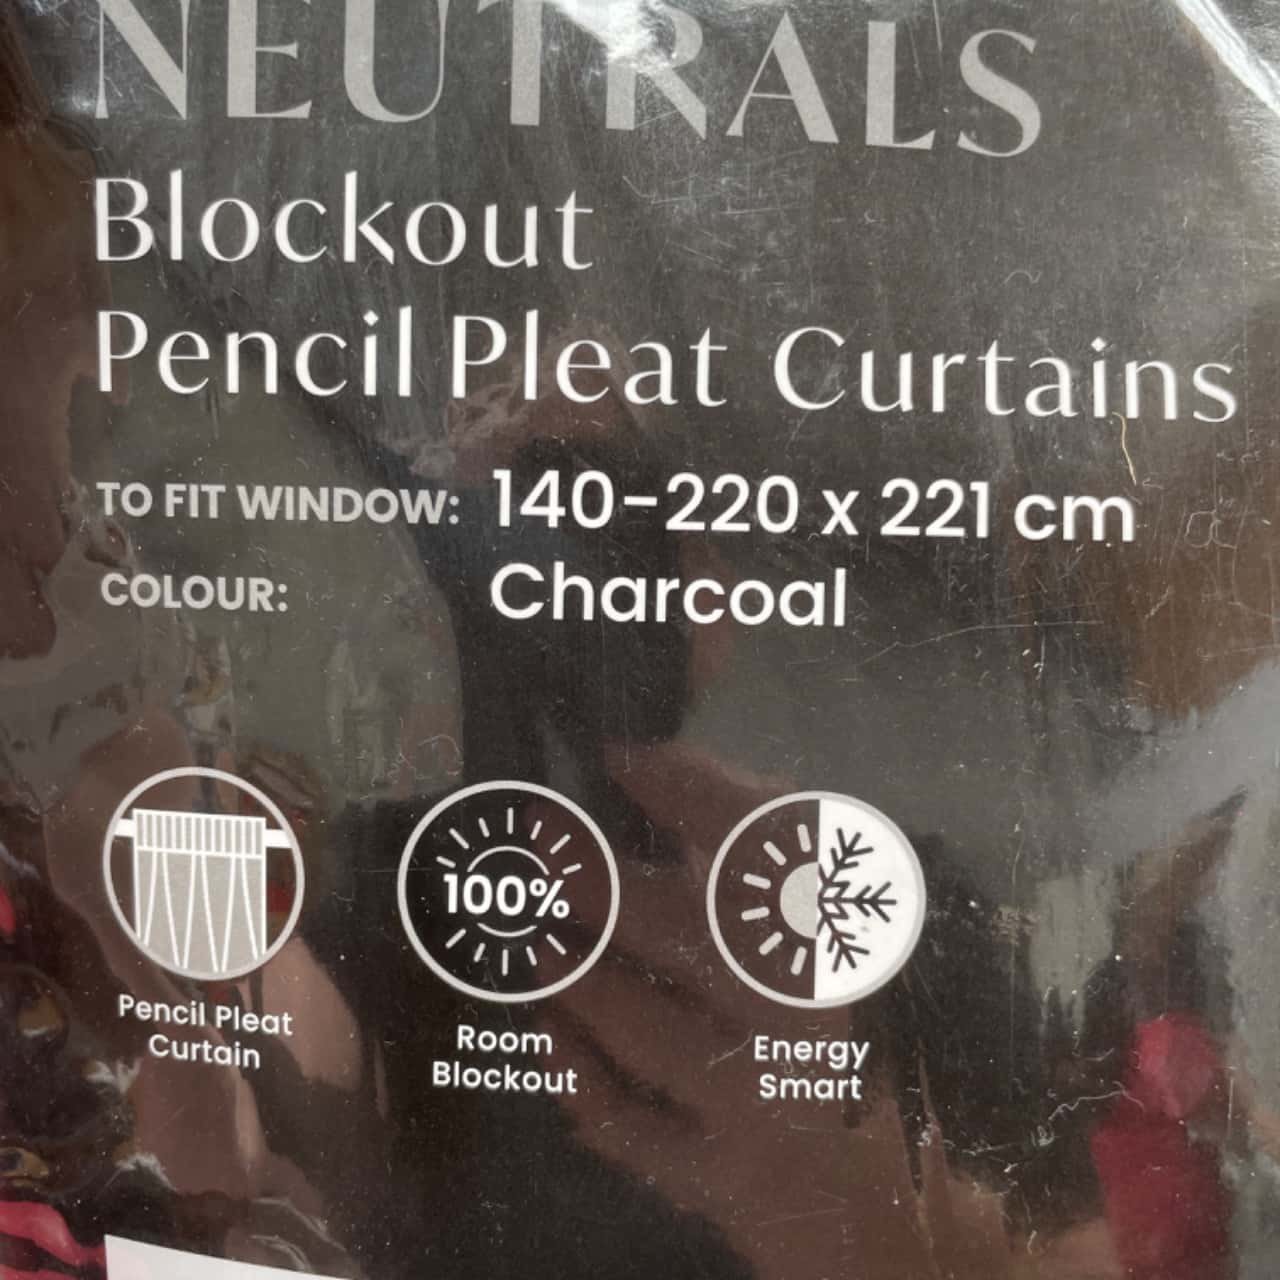 NEUTRALS
Blockout
Pencil Pleat Curtains
TO FIT WINDOW: 140-220 x 221 cm
COLOUR: Charcoal
100%
Pencil Pleat
Curtain
Room
Blockout
Energy
Smart